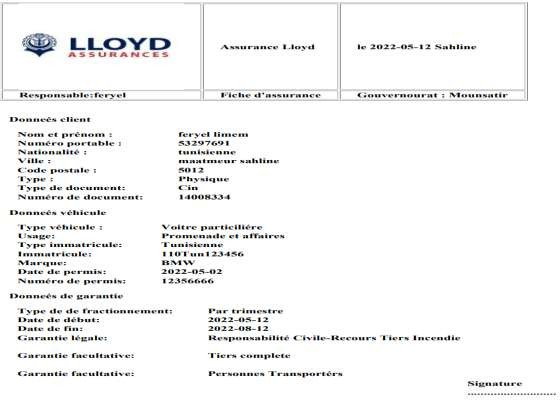 LLOYD
ASSURANCES
Assurance Lloyd
le 2022-05-12 Sahline
Responsable:feryel
Fiche d'assurance
Gouvernourat : Mounsatir
Donneés client
Nom et prénom : feryel limem
Numéro portable : 53297691
Nationalité : tunisienne
Ville : maatmeur sahline
Code postale : 5012
Type : Physique
Type de document: Cin
Numéro de document: 14008334
Donneés véhicule
Type véhicule : Voitre particiliére
Usage: Promenade et affaires
Type immatricule: Tunisienne
Immatricule: 110Tun123456
Marque: BMW
Date de permis: 2022-05-02
Numéro de permis: 12356666
Donneés de garantie
Type de de fractionnement: Par trimestre
Date de début: 2022-05-12
Date de fin: 2022-08-12
Garantie légale: Responsabilité Civile-Recours Tiers Incendie
Garantie facultative: Tiers complete
Garantie facultative: Personnes Transportérs
Signature